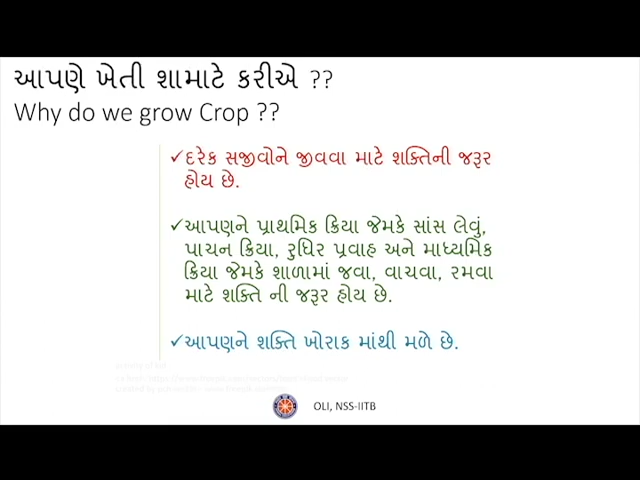 આપણે ખેતી શામાટે કરીએ ??
Why do we grow Crop ??
✓દરેક સજીવોને જીવવા માટે શક્તિની જરૂર
હોય છે.
✓આપણને પ્રાથમિક ક્રિયા જેમકે સાંસ લેવું,
પાચન ક્રિયા, રુધિર પ્રવાહ અને માધ્યમિક
ક્રિયા જેમકે શાળામાં જવા, વાચવા, રમવા
માટે શક્તિ ની જરૂર હોય છે.
✓આપણને શક્તિ ખોરાક માંથી મળે છે.
OLI, NSS-IITB